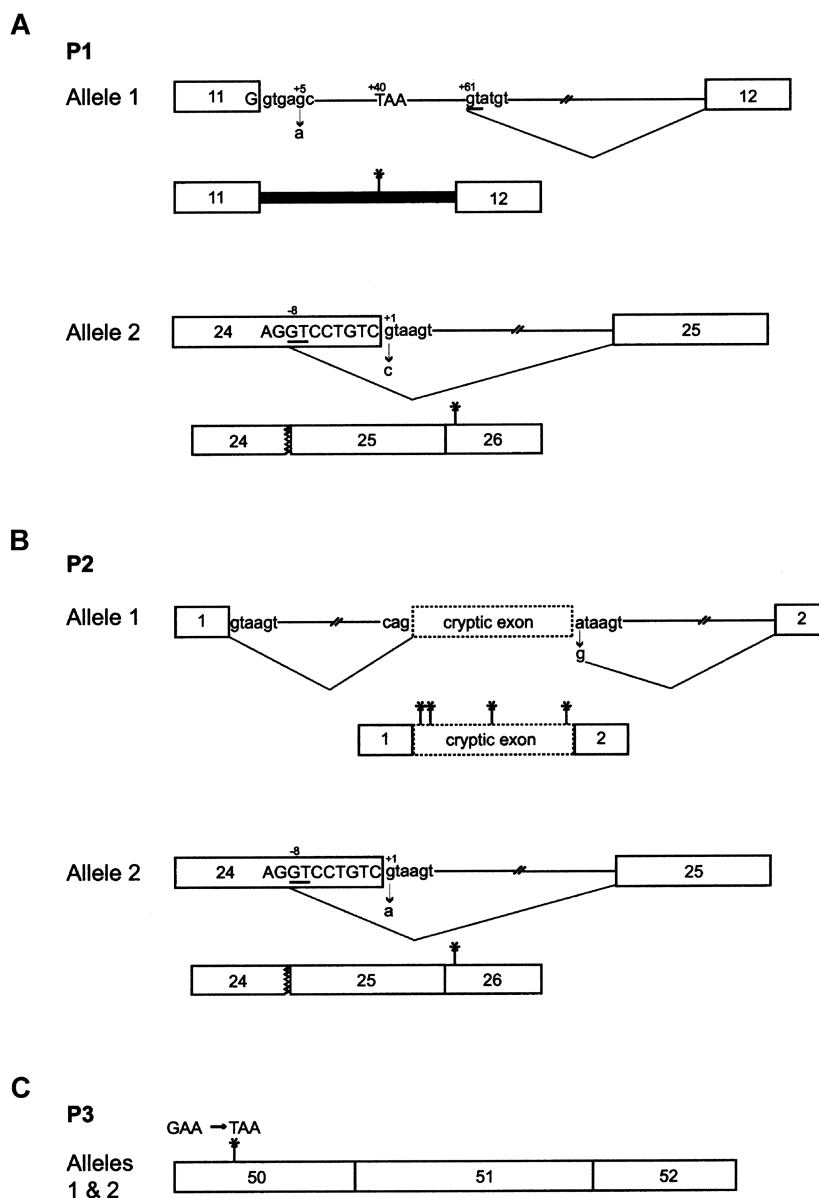 A
P1
Allele 1
11 G gtgagc +5 +40 TAA +61 gtatgt 12
a
*
11 12
Allele 2
-8 +1
24 AGGTCCTGTC gtaagt 25
c
*
24 25 26
B
P2
Allele 1
1 gtaagt cag cryptic exon ataagt 2
g
* * * *
1 cryptic exon 2
Allele 2
-8 +1
24 AGGTCCTGTC gtaagt 25
a
*
24 25 26
C
P3
GAA → TAA
*
Alleles
1 & 2
50 51 52